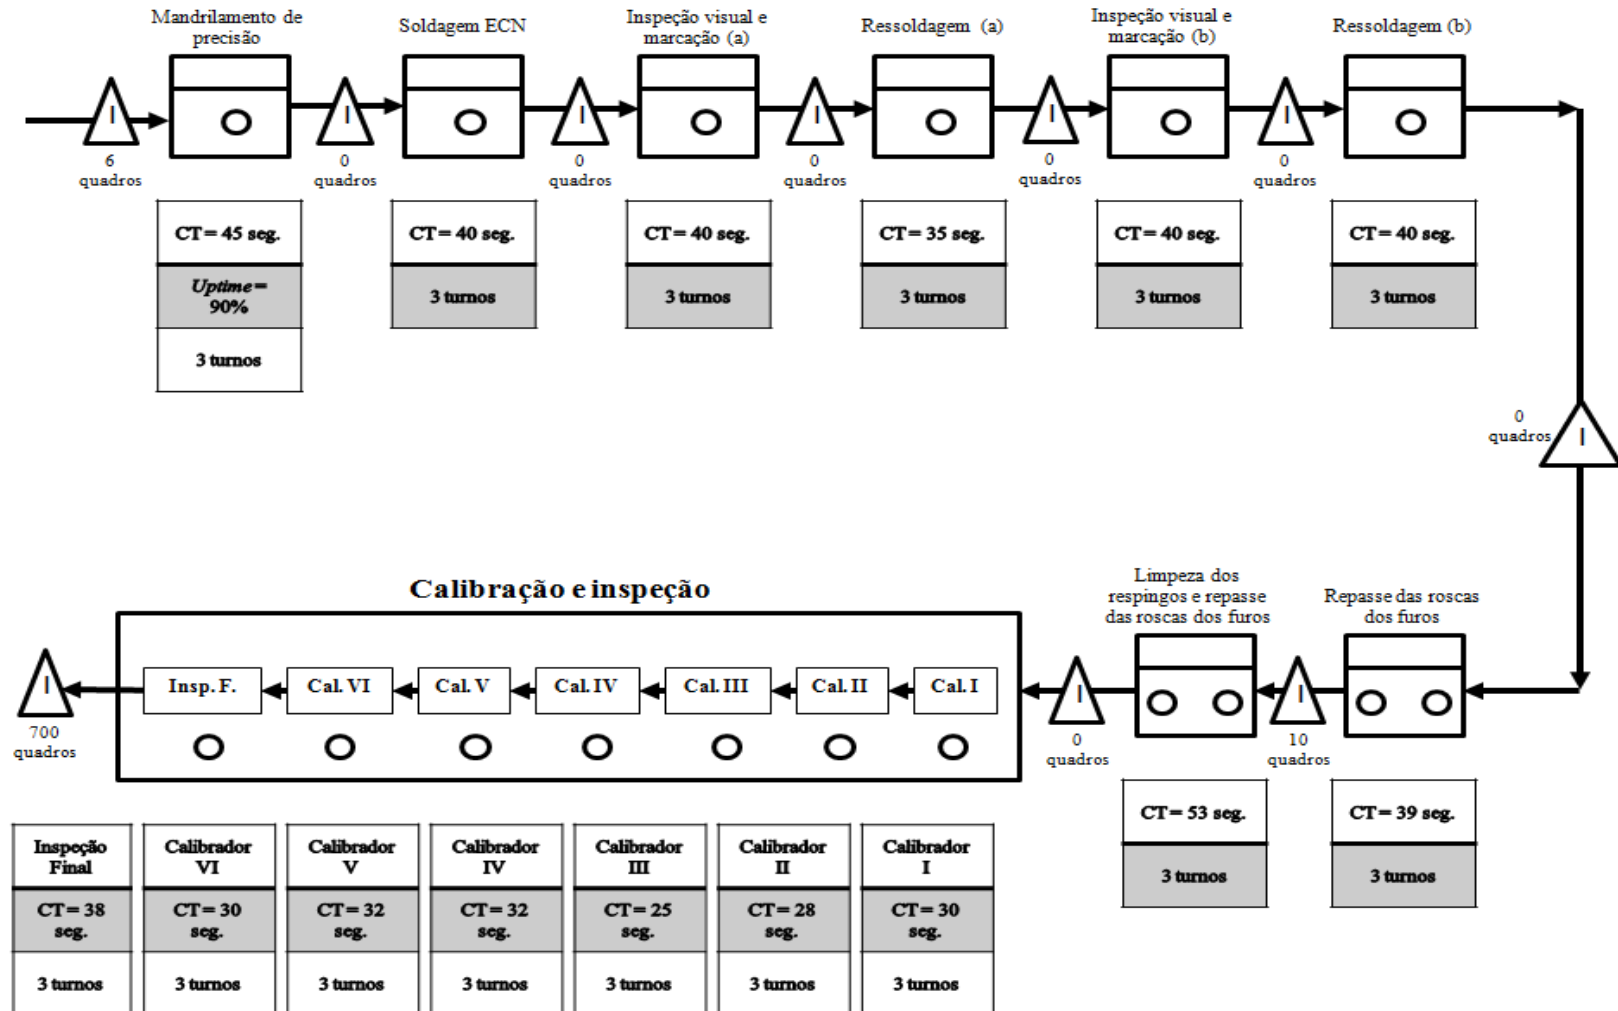 Mandrilamento de
precisão
Soldagem ECN
Inspeção visual e
marcação (a)
Ressoldagem (a)
Inspeção visual e
marcação (b)
Ressoldagem (b)
I
I
I
I
I
I
6
quadros
0
quadros
0
quadros
0
quadros
0
quadros
0
quadros
CT = 45 seg.
Uptime =
90%
3 turnos
CT = 40 seg.
3 turnos
CT = 40 seg.
3 turnos
CT = 35 seg.
3 turnos
CT = 40 seg.
3 turnos
CT = 40 seg.
3 turnos
0
quadros
I
Calibração e inspeção
Limpeza dos
respingos e repasse
das roscas dos furos
Repasse das roscas
dos furos
I
Insp. F.
Cal. VI
Cal. V
Cal. IV
Cal. III
Cal. II
Cal. I
I
I
700
quadros
0
quadros
10
quadros
CT = 53 seg.
3 turnos
CT = 39 seg.
3 turnos
Inspeção
Final
CT = 38
seg.
3 turnos
Calibrador
VI
CT = 30
seg.
3 turnos
Calibrador
V
CT = 32
seg.
3 turnos
Calibrador
IV
CT = 32
seg.
3 turnos
Calibrador
III
CT = 25
seg.
3 turnos
Calibrador
II
CT = 28
seg.
3 turnos
Calibrador
I
CT = 30
seg.
3 turnos